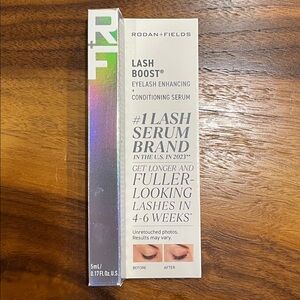 R+F
5mL/
0.17 Fl.Oz. U.S.
RODAN+FIELDS
LASH
BOOST®
EYELASH ENHANCING
+
CONDITIONING SERUM
#1 LASH
SERUM
BRAND
IN THE U.S. IN 2023**
GET LONGER AND
FULLER-
LOOKING
LASHES IN
4-6 WEEKS*
Unretouched photos.
Results may vary.
BEFORE
AFTER